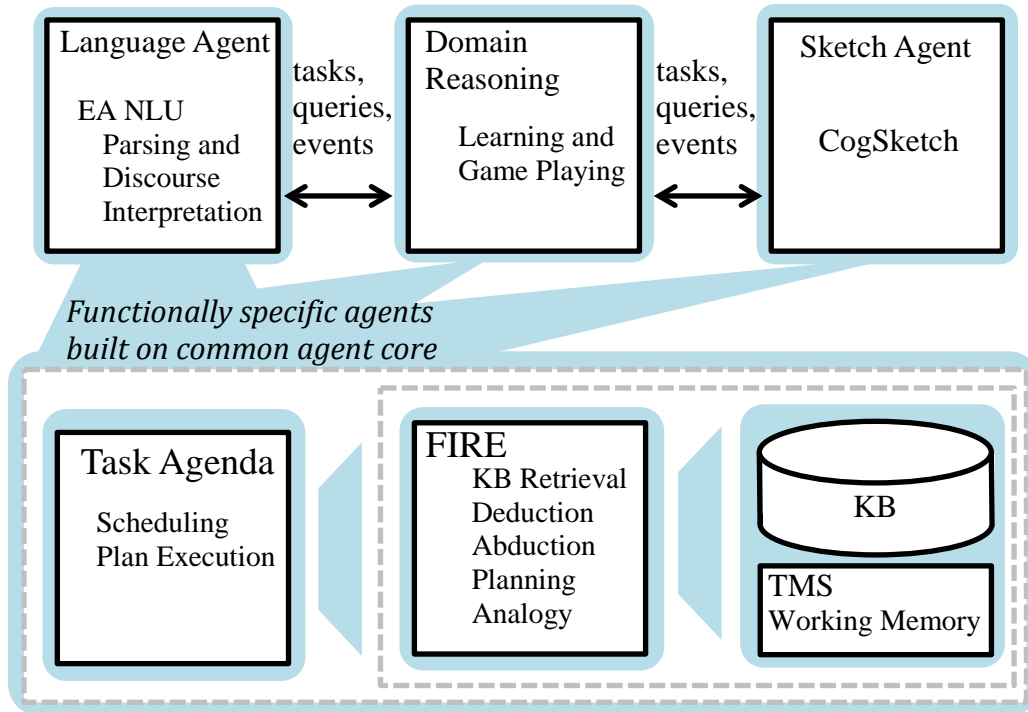 Language Agent
EA NLU
Parsing and
Discourse
Interpretation
tasks,
queries,
events
Domain
Reasoning
Learning and
Game Playing
tasks,
queries,
events
Sketch Agent
CogSketch
Functionally specific agents
built on common agent core
Task Agenda
Scheduling
Plan Execution
FIRE
KB Retrieval
Deduction
Abduction
Planning
Analogy
KB
TMS
Working Memory